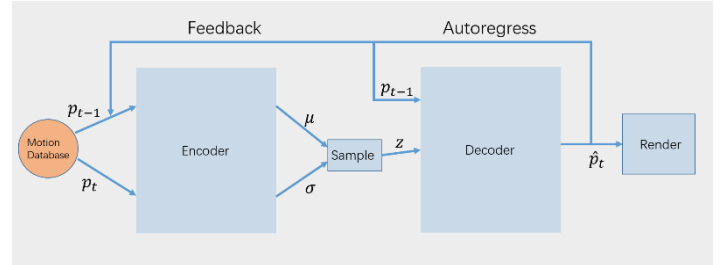 Feedback
Autoregress
p_{t-1}
p_{t-1}
μ
Motion
Database
Encoder
Sample
z
Decoder
Render
p̂_t
p_t
σ